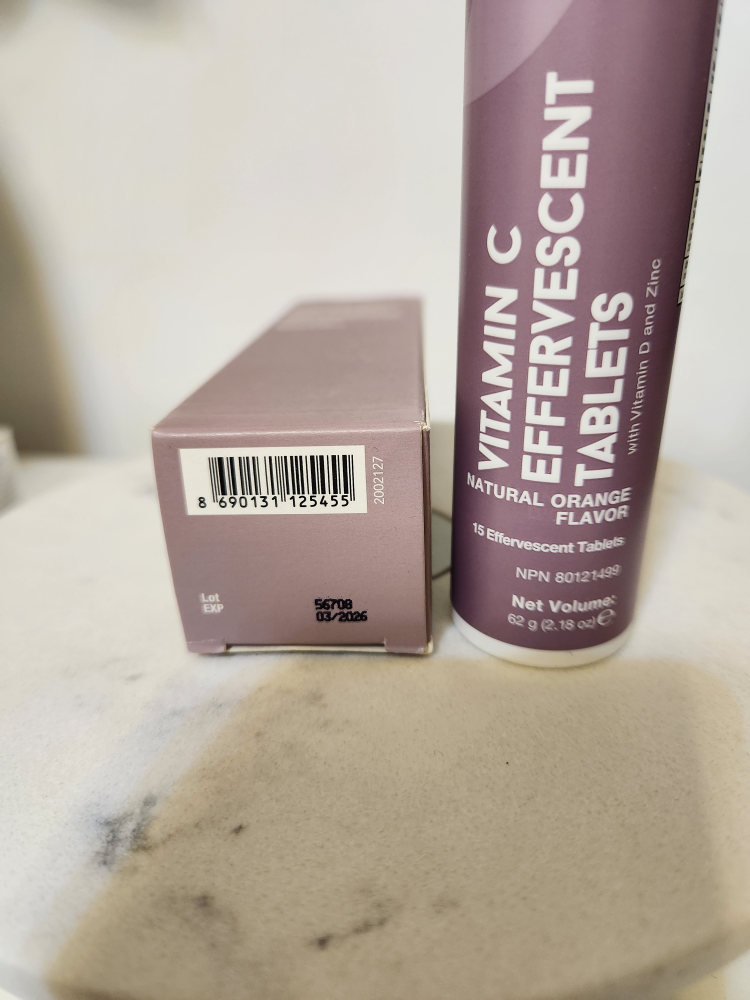 8 690131 125455
2002127
Lot
EXP
56708
03/2026
VITAMIN C
EFFERVESCENT
TABLETS
with Vitamin D and Zinc
NATURAL ORANGE
FLAVOR
15 Effervescent Tablets
NPN 80121499
Net Volume:
62 g (2.18 oz) ℮